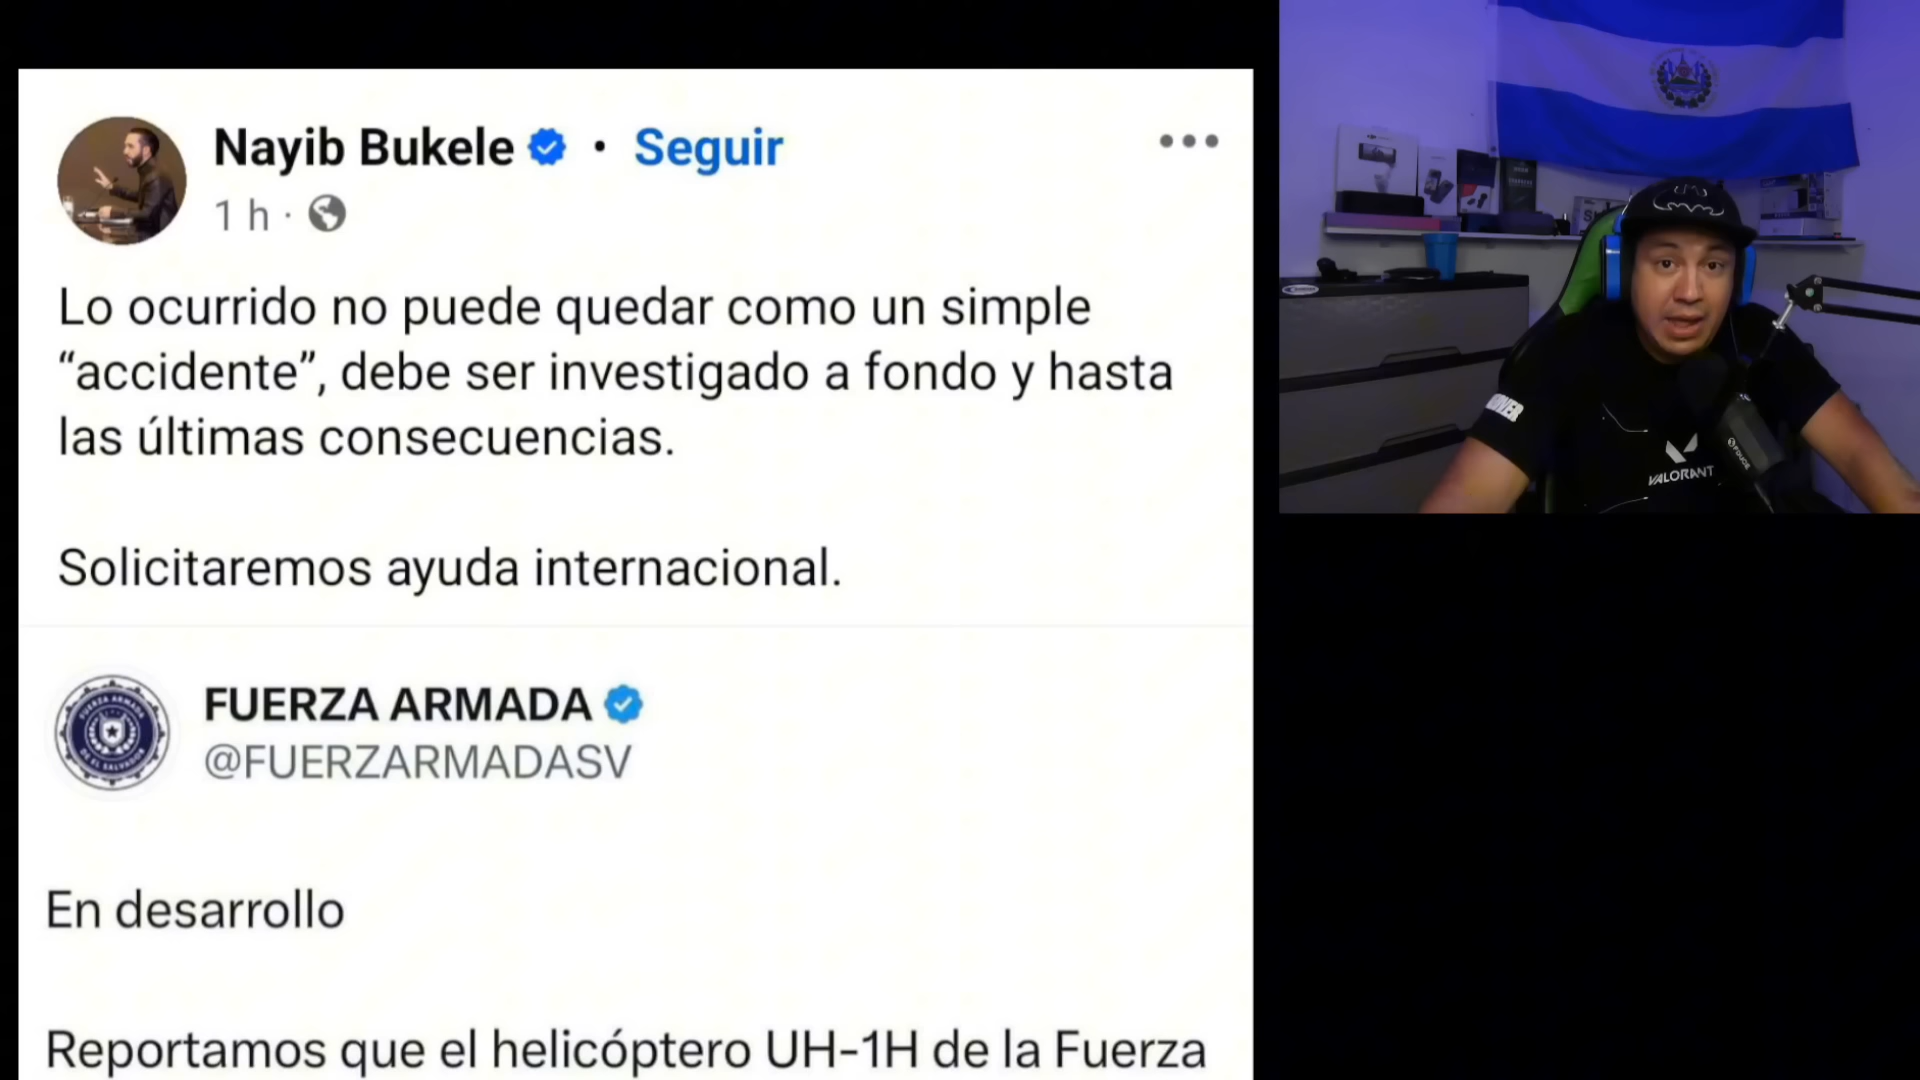 Nayib Bukele • Seguir
1 h ·
Lo ocurrido no puede quedar como un simple
“accidente”, debe ser investigado a fondo y hasta
las últimas consecuencias.
Solicitaremos ayuda internacional.
FUERZA ARMADA
@FUERZARMADASV
En desarrollo
Reportamos que el helicóptero UH-1H de la Fuerza
VALORANT